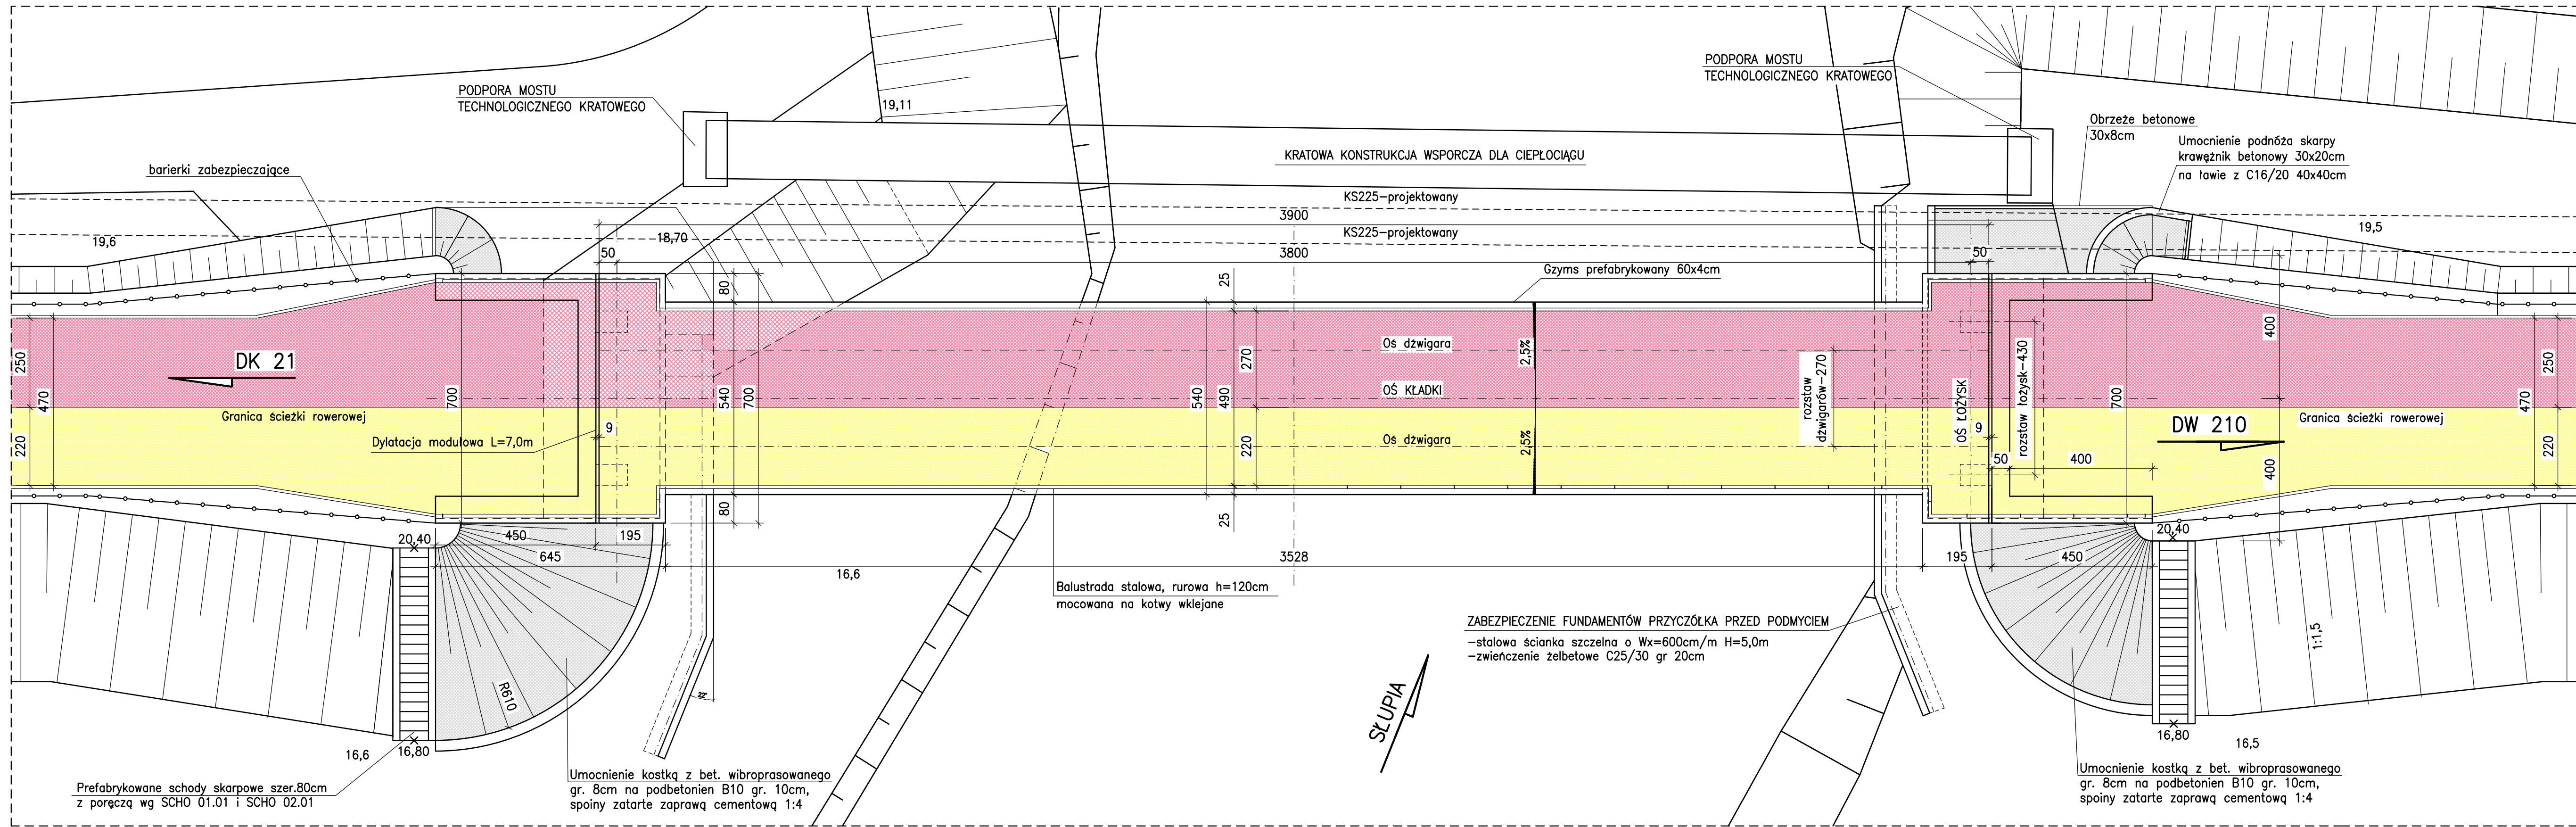 PODPORA MOSTU
TECHNOLOGICZNEGO KRATOWEGO
19,11
PODPORA MOSTU
TECHNOLOGICZNEGO KRATOWEGO
Obrzeże betonowe
30x8cm
Umocnienie podnóża skarpy
krawężnik betonowy 30x20cm
na ławie z C16/20 40x40cm
KRATOWA KONSTRUKCJA WSPORCZA DLA CIEPŁOCIĄGU
barierki zabezpieczające
KS225-projektowany
3900
KS225-projektowany
3800
19,6
18,70
50
50
19,5
Gzyms prefabrykowany 60x4cm
80
25
250
470
220
DK 21
Granica ścieżki rowerowej
700
Dylatacja modułowa L=7,0m
9
540
700
80
540
490
270
220
25
Oś dźwigara
OŚ KŁADKI
Oś dźwigara
2,5%
2,5%
rozstaw
dźwigarów-270
OŚ ŁOŻYSK
9
rozstaw łożysk-430
50
400
700
DW 210
400
400
Granica ścieżki rowerowej
250
470
220
20,40
450
195
645
3528
195
450
20,40
16,6
Balustrada stalowa, rurowa h=120cm
mocowana na kotwy wklejane
ZABEZPIECZENIE FUNDAMENTÓW PRZYCZÓŁKA PRZED PODMYCIEM
-stalowa ścianka szczelna o Wx=600cm/m H=5,0m
-zwieńczenie żelbetowe C25/30 gr 20cm
1:1,5
R610
22
SŁUPIA
16,6
16,80
16,80
16,5
Prefabrykowane schody skarpowe szer.80cm
z poręczą wg SCHO 01.01 i SCHO 02.01
Umocnienie kostką z bet. wibroprasowanego
gr. 8cm na podbetonien B10 gr. 10cm,
spoiny zatarte zaprawą cementową 1:4
Umocnienie kostką z bet. wibroprasowanego
gr. 8cm na podbetonien B10 gr. 10cm,
spoiny zatarte zaprawą cementową 1:4